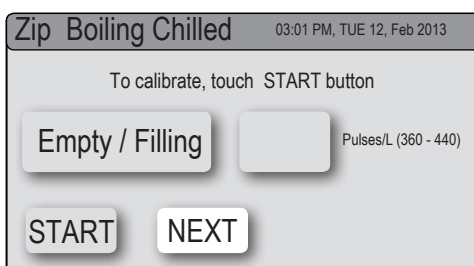 Zip Boiling Chilled 03:01 PM, TUE 12, Feb 2013
To calibrate, touch START button
Empty / Filling Pulses/L (360 - 440)
START NEXT